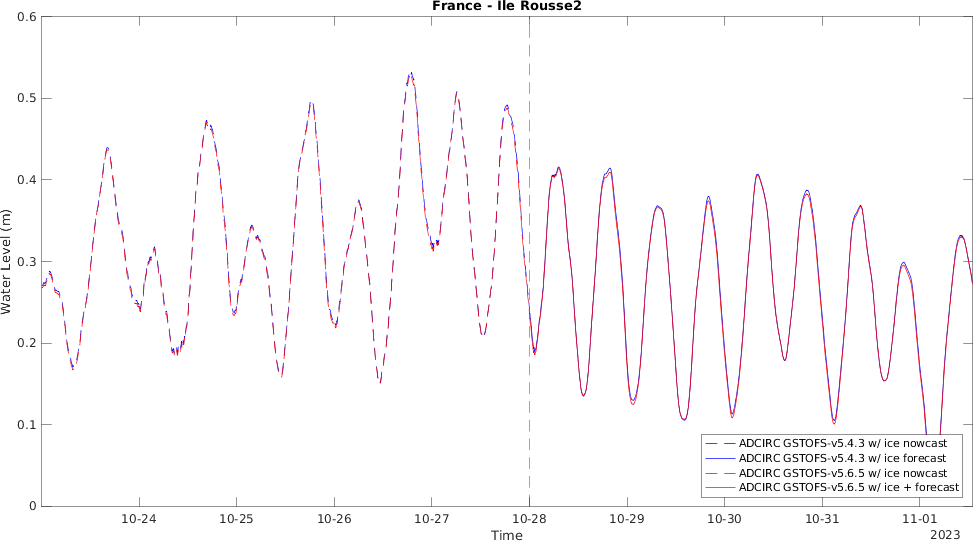 France - Ile Rousse2
0.6
0.5
0.4
0.3
0.2
0.1
0
Water Level (m)
ADCIRC GSTOFS-v5.4.3 w/ ice nowcast
ADCIRC GSTOFS-v5.4.3 w/ ice forecast
ADCIRC GSTOFS-v5.6.5 w/ ice nowcast
ADCIRC GSTOFS-v5.6.5 w/ ice + forecast
10-24 10-25 10-26 10-27 10-28 10-29 10-30 10-31 11-01
Time
2023